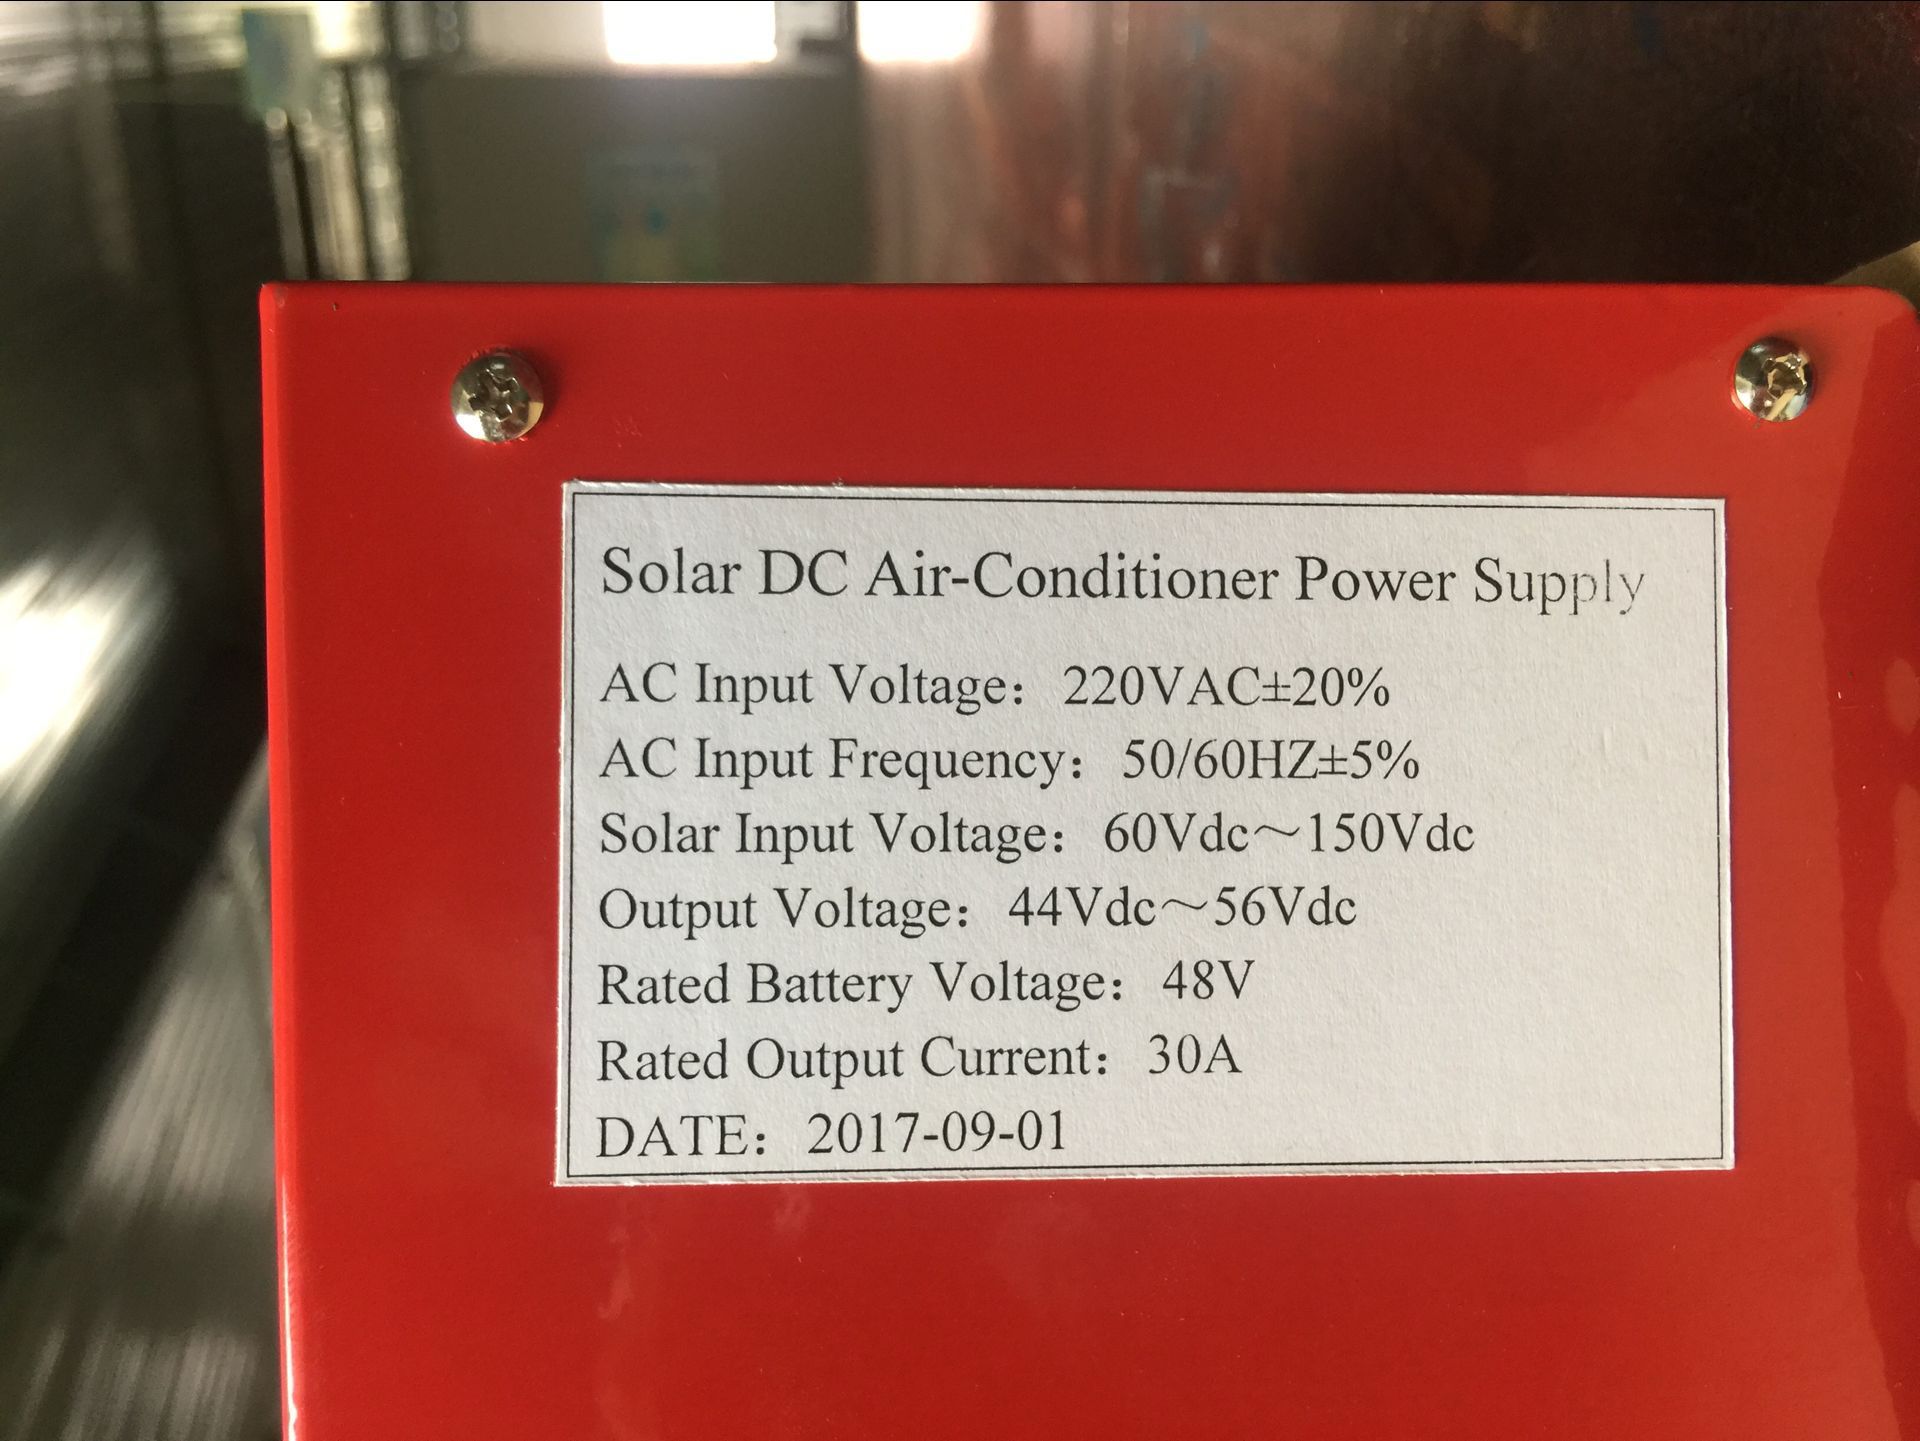 Solar DC Air-Conditioner Power Supply
AC Input Voltage：220VAC±20%
AC Input Frequency：50/60HZ±5%
Solar Input Voltage：60Vdc～150Vdc
Output Voltage：44Vdc～56Vdc
Rated Battery Voltage：48V
Rated Output Current：30A
DATE：2017-09-01